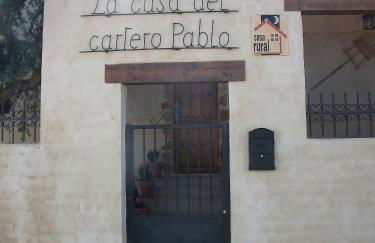 La casa del
cartero Pablo
casa
rural